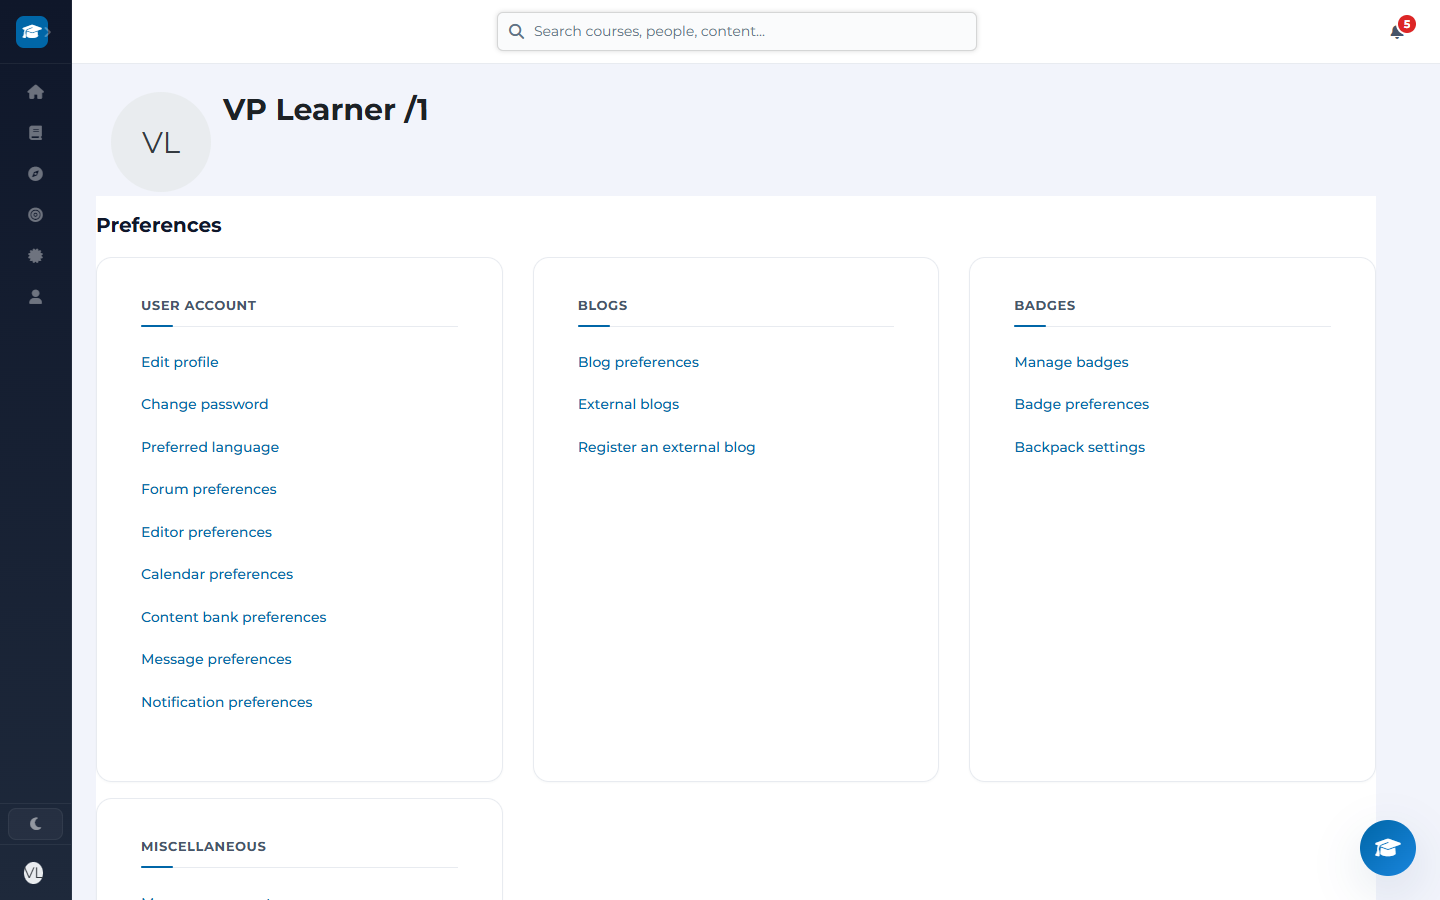 Search courses, people, content...
5
VL
VP Learner /1
Preferences
USER ACCOUNT
Edit profile
Change password
Preferred language
Forum preferences
Editor preferences
Calendar preferences
Content bank preferences
Message preferences
Notification preferences
BLOGS
Blog preferences
External blogs
Register an external blog
BADGES
Manage badges
Badge preferences
Backpack settings
MISCELLANEOUS
VL